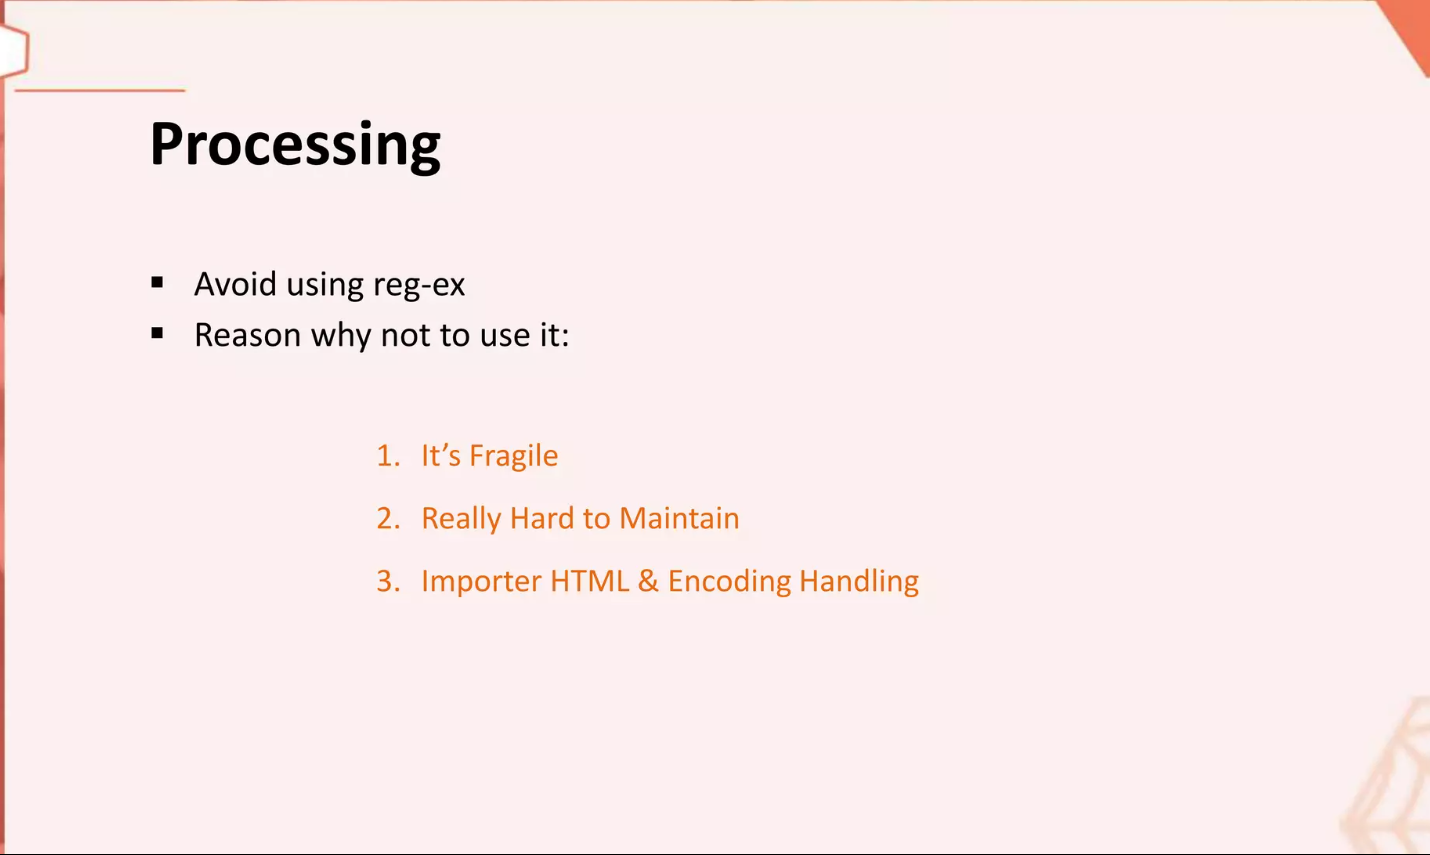 Processing
▪ Avoid using reg-ex
▪ Reason why not to use it:
1. It’s Fragile
2. Really Hard to Maintain
3. Importer HTML & Encoding Handling